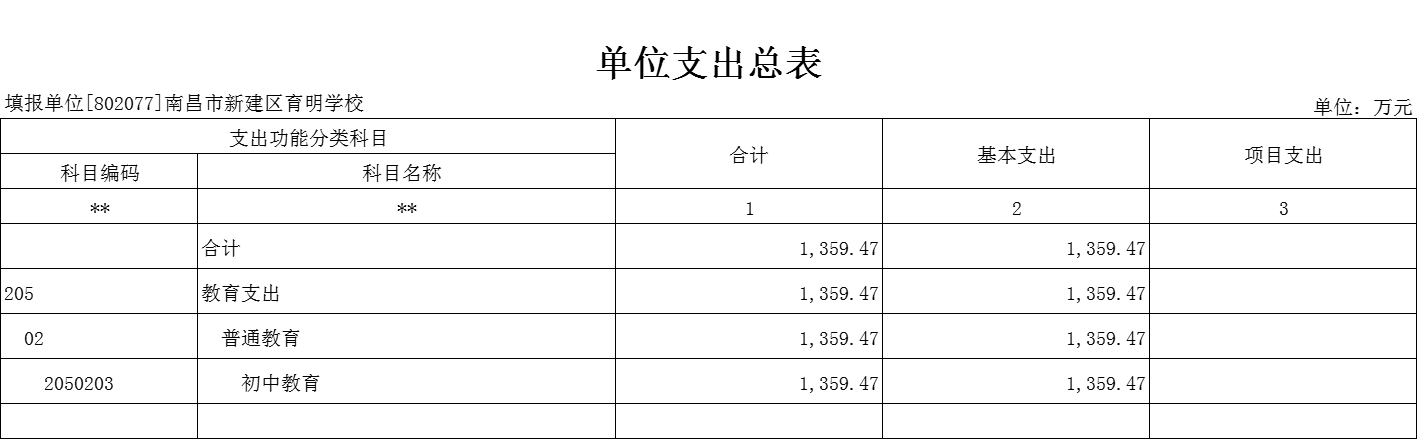 单位支出总表
填报单位[802077]南昌市新建区育明学校 单位：万元
支出功能分类科目 合计 基本支出 项目支出
科目编码 科目名称
** ** 1 2 3
合计 1,359.47 1,359.47
205 教育支出 1,359.47 1,359.47
02 普通教育 1,359.47 1,359.47
2050203 初中教育 1,359.47 1,359.47